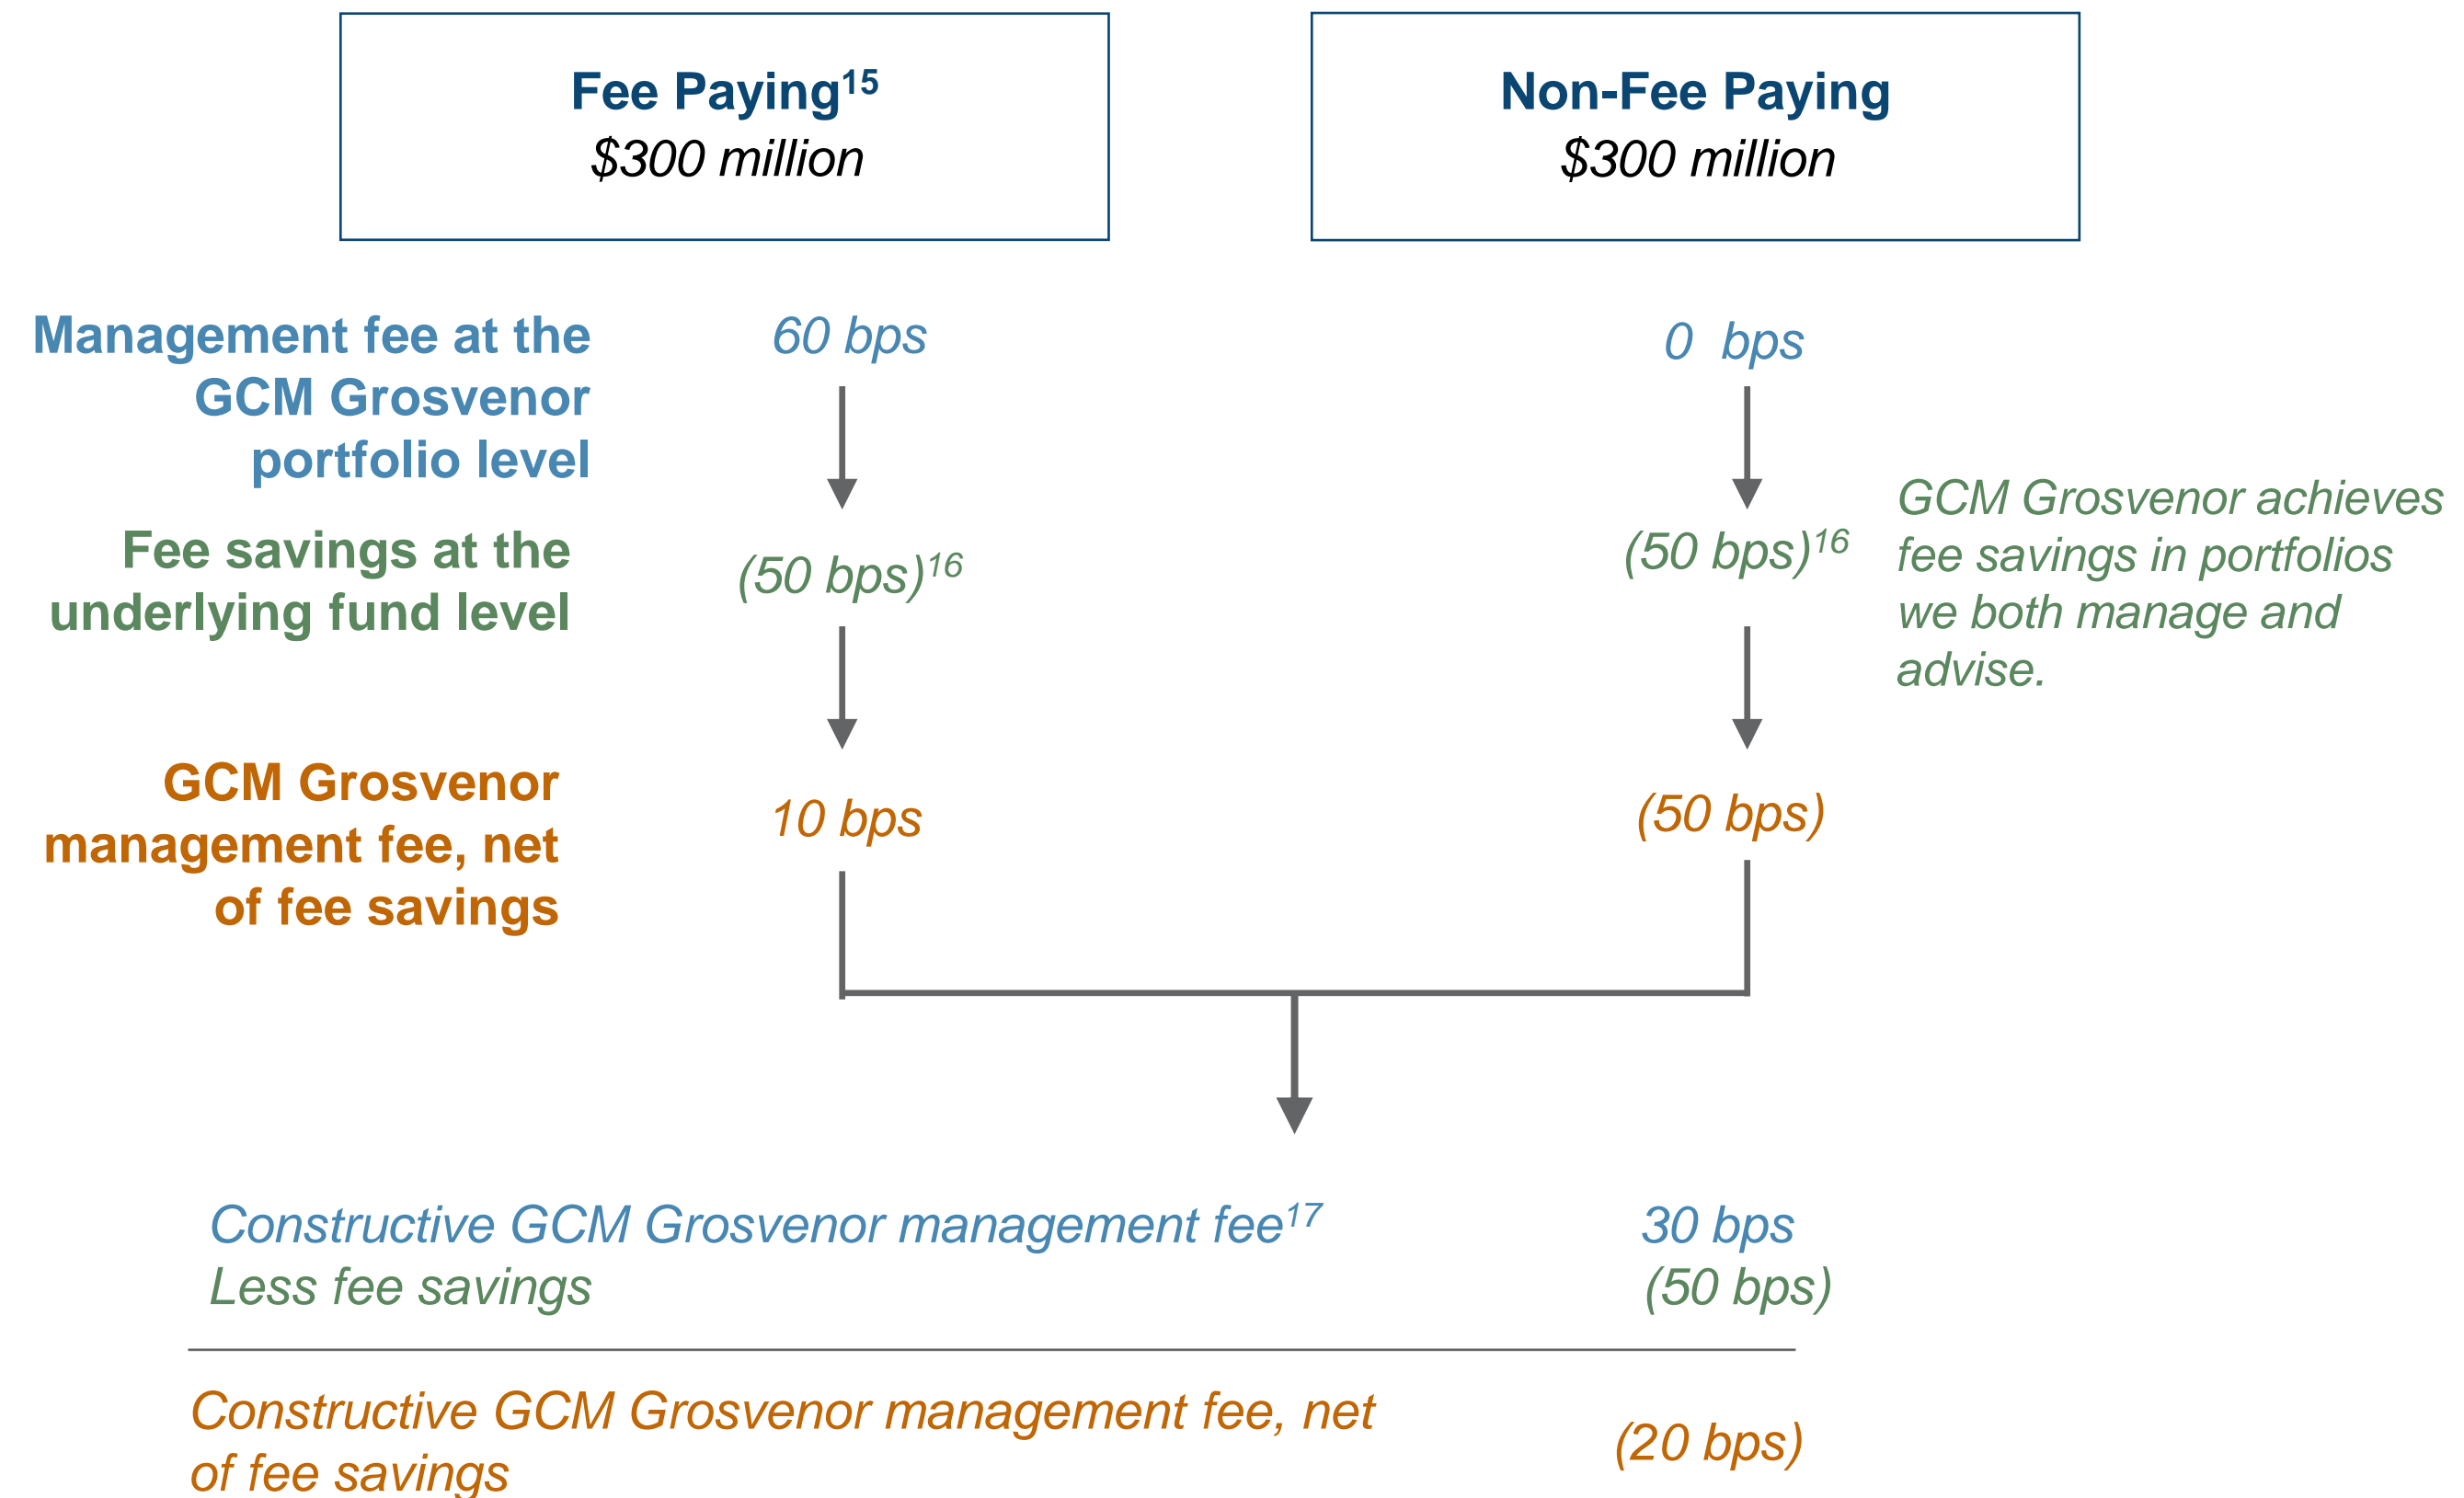 Fee Paying15
$300 million
Non-Fee Paying
$300 million
Management fee at the
GCM Grosvenor
portfolio level
60 bps
0 bps
Fee savings at the
underlying fund level
(50 bps)16
(50 bps)16
GCM Grosvenor achieves
fee savings in portfolios
we both manage and
advise.
GCM Grosvenor
management fee, net
of fee savings
10 bps
(50 bps)
Constructive GCM Grosvenor management fee17
30 bps
Less fee savings
(50 bps)
Constructive GCM Grosvenor management fee, net
of fee savings
(20 bps)